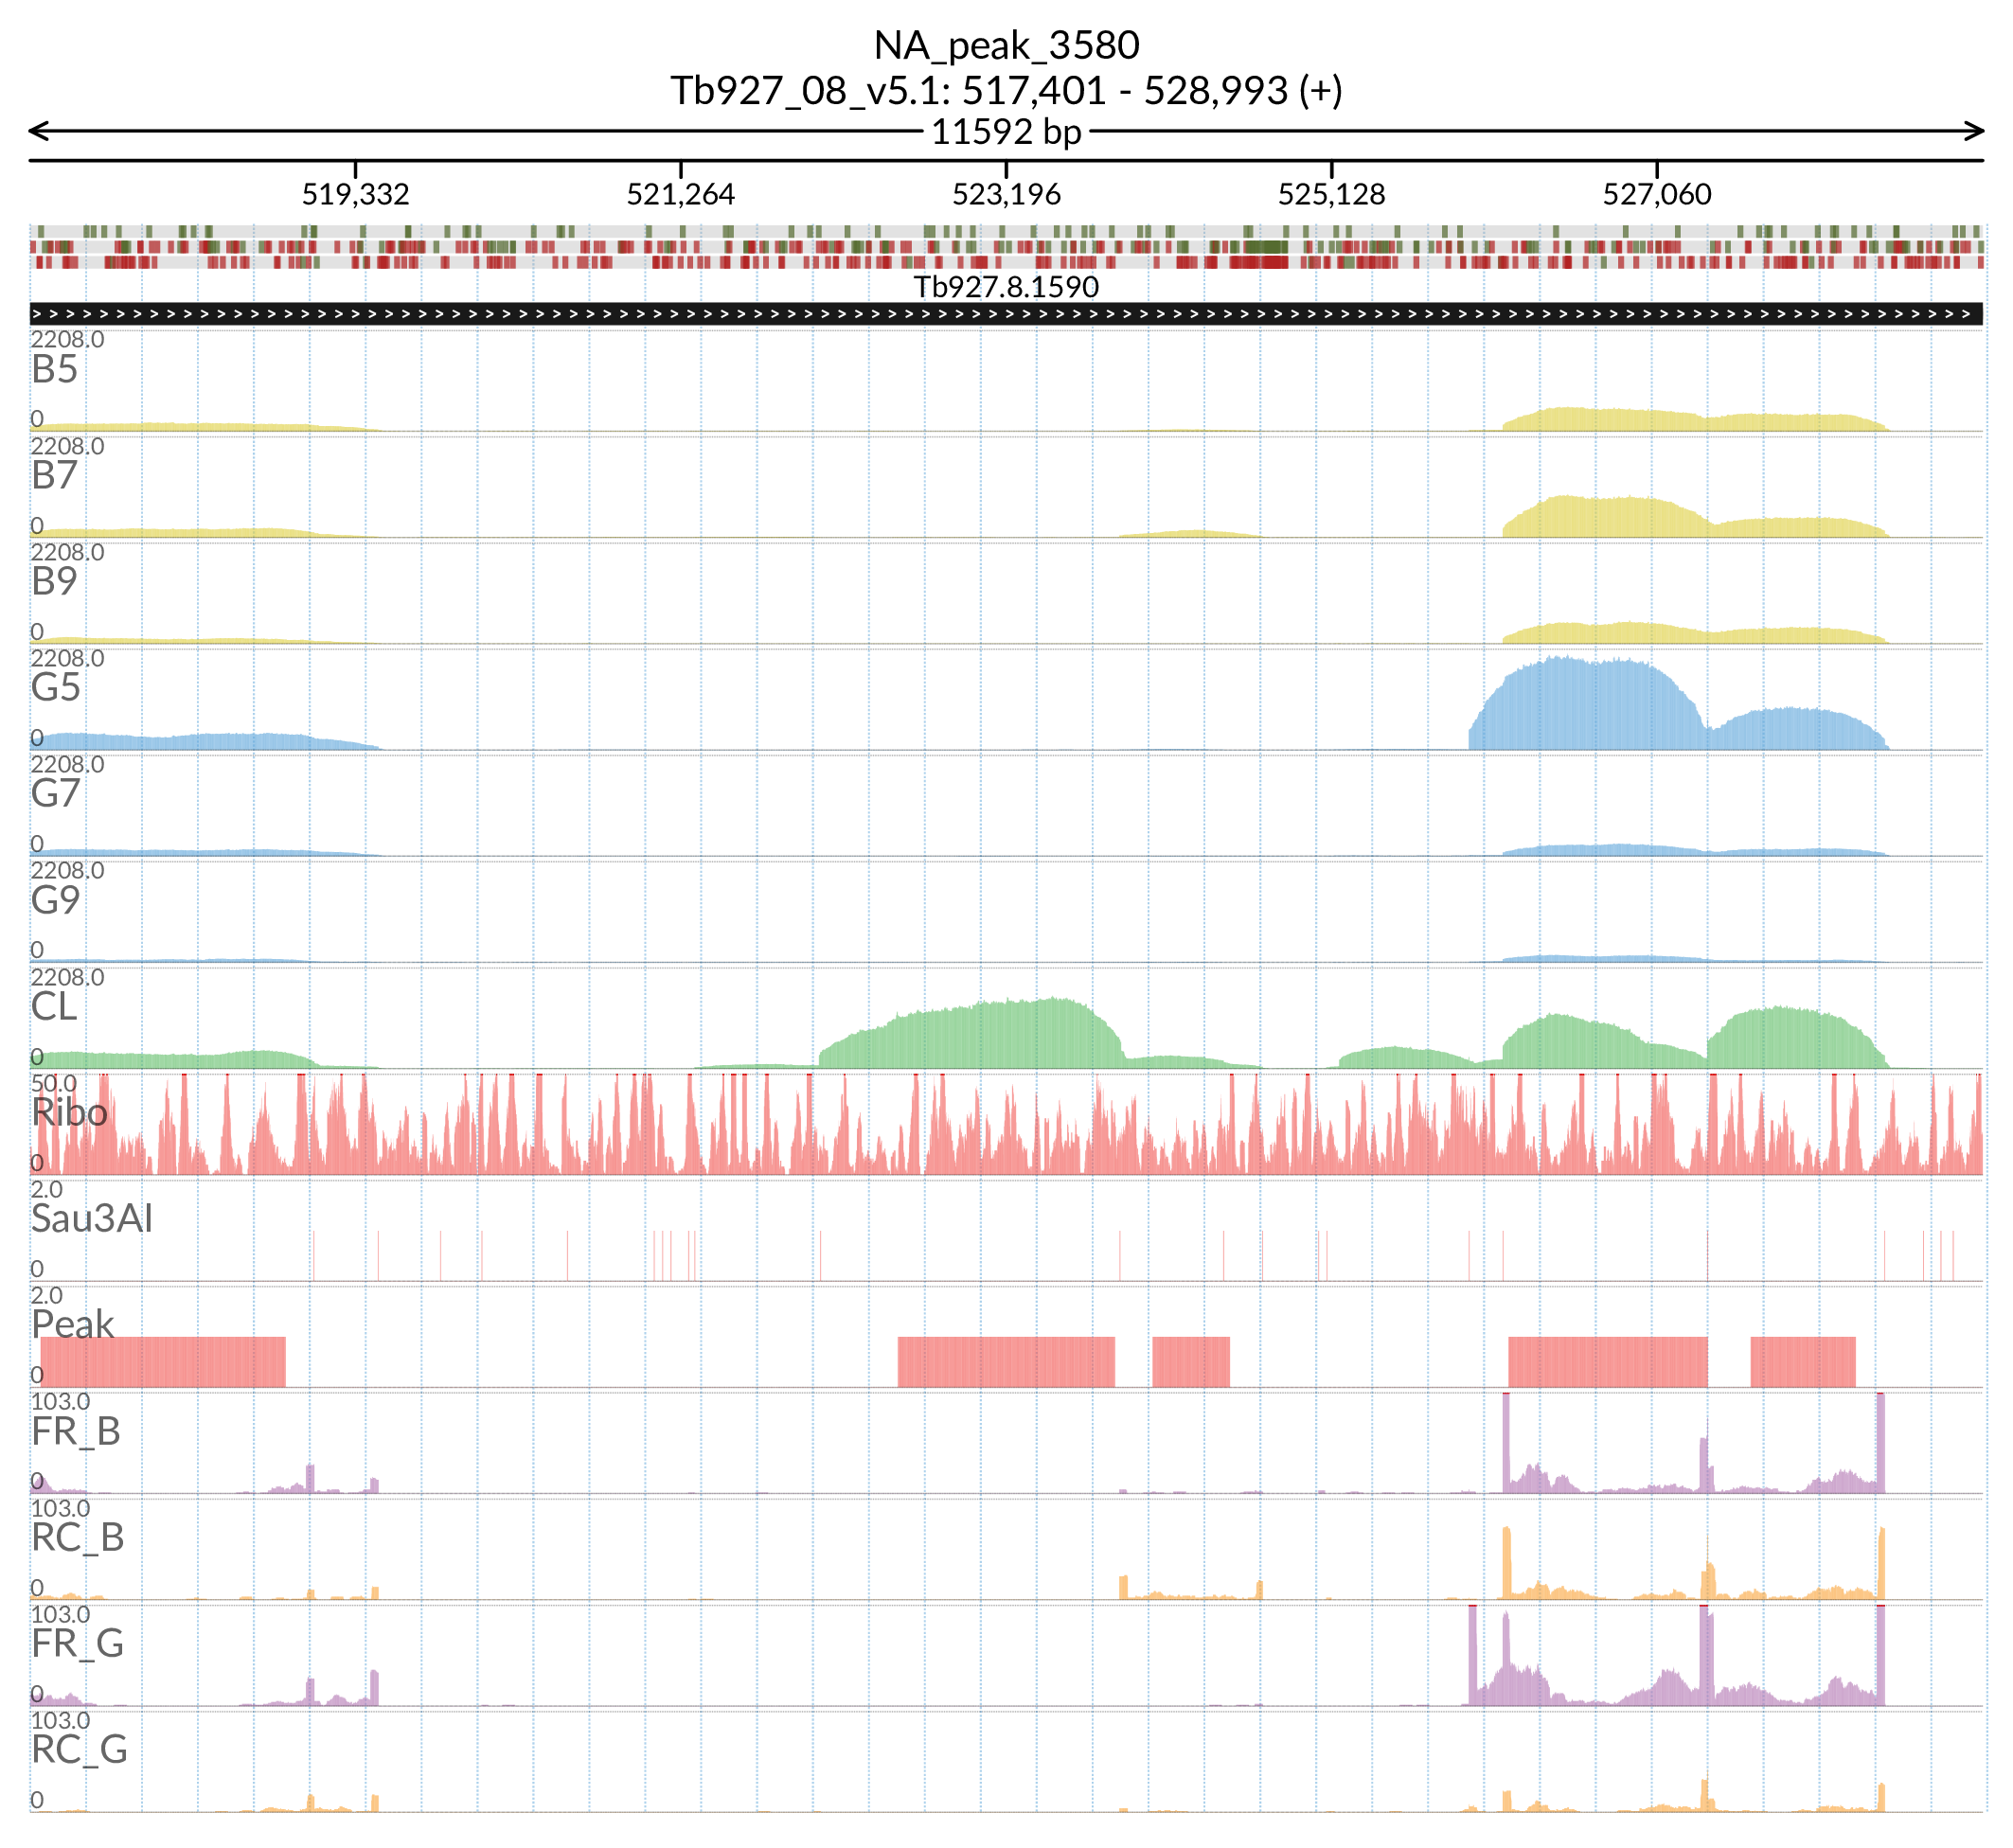 NA_peak_3580
Tb927_08_v5.1: 517,401 - 528,993 (+)
11592 bp
519,332 521,264 523,196 525,128 527,060
Tb927.8.1590
2208.0
B5
0
2208.0
B7
0
2208.0
B9
0
2208.0
G5
0
2208.0
G7
0
2208.0
G9
0
2208.0
CL
0
50.0
Ribo
0
2.0
Sau3AI
0
2.0
Peak
0
103.0
FR_B
0
103.0
RC_B
0
103.0
FR_G
0
103.0
RC_G
0